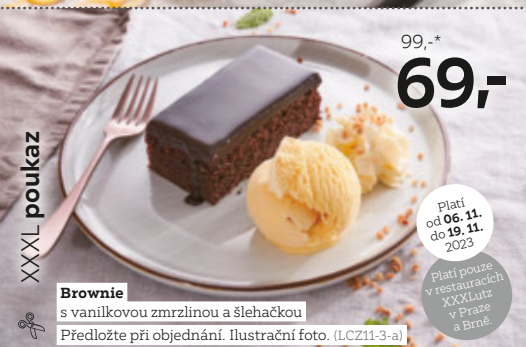 99,-*
69,-
XXXL poukaz
Platí
od 06. 11.
do 19. 11.
2023
Platí pouze
v restauracích
XXXLutz
v Praze
a Brně.
Brownie
s vanilkovou zmrzlinou a šlehačkou
Předložte při objednání. Ilustrační foto. (LCZ11-3-a)